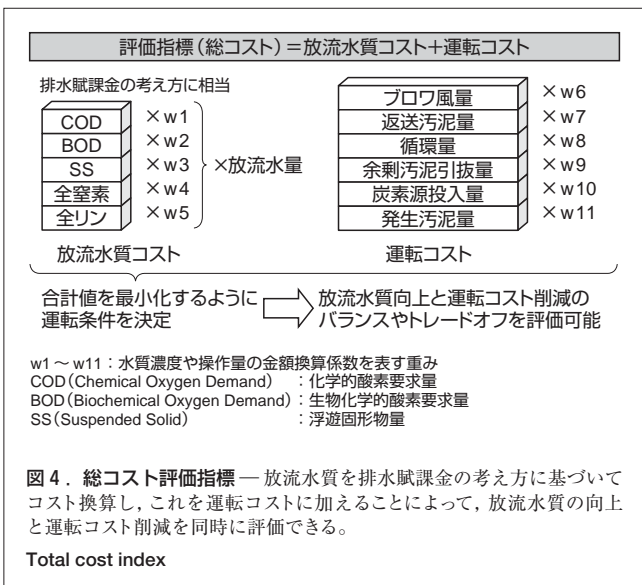 評価指標(総コスト)=放流水質コスト+運転コスト
排水賦課金の考え方に相当
COD ×w1
BOD ×w2
SS ×w3
全窒素 ×w4
全リン ×w5
×放流水量
放流水質コスト
ブロワ風量 ×w6
返送汚泥量 ×w7
循環量 ×w8
余剰汚泥引抜量 ×w9
炭素源投入量 ×w10
発生汚泥量 ×w11
運転コスト
合計値を最小化するように
運転条件を決定
放流水質向上と運転コスト削減の
バランスやトレードオフを評価可能
w1~w11:水質濃度や操作量の金額換算係数を表す重み
COD(Chemical Oxygen Demand) :化学的酸素要求量
BOD(Biochemical Oxygen Demand):生物化学的酸素要求量
SS(Suspended Solid) :浮遊固形物量
図4. 総コスト評価指標 — 放流水質を排水賦課金の考え方に基づいて
コスト換算し,これを運転コストに加えることによって,放流水質の向上
と運転コスト削減を同時に評価できる。
Total cost index